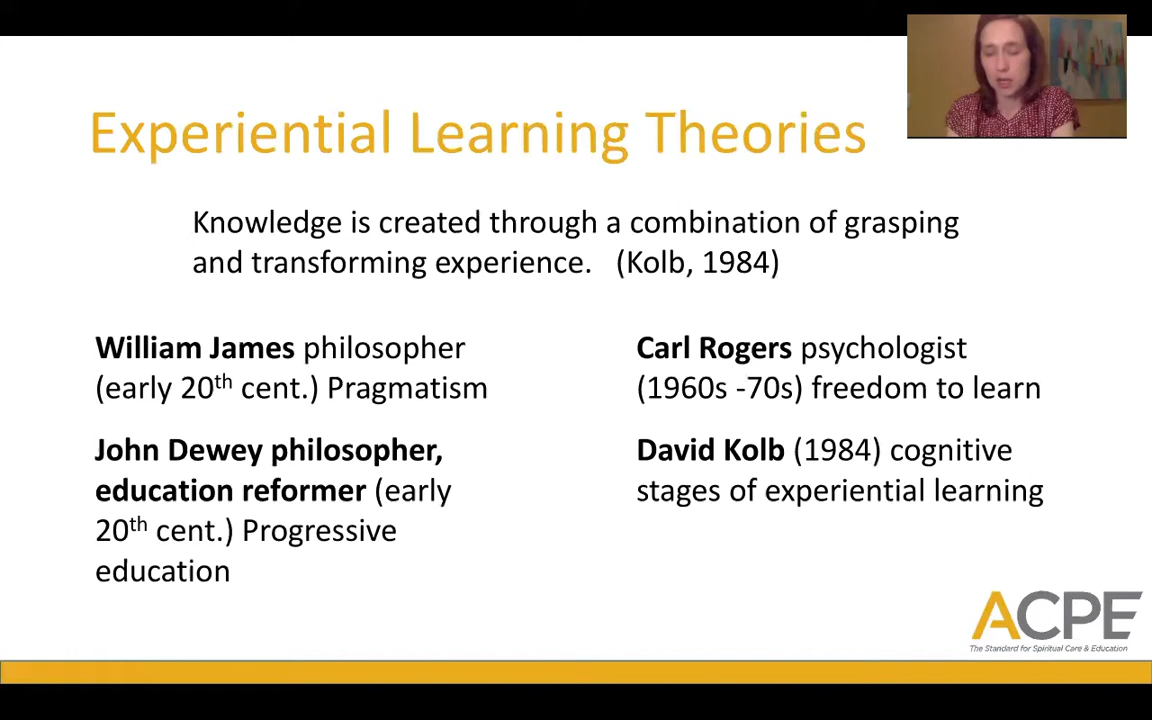 Experiential Learning Theories
Knowledge is created through a combination of grasping
and transforming experience. (Kolb, 1984)
William James philosopher
(early 20th cent.) Pragmatism
John Dewey philosopher,
education reformer (early
20th cent.) Progressive
education
Carl Rogers psychologist
(1960s -70s) freedom to learn
David Kolb (1984) cognitive
stages of experiential learning
ACPE
The Standard for Spiritual Care & Education